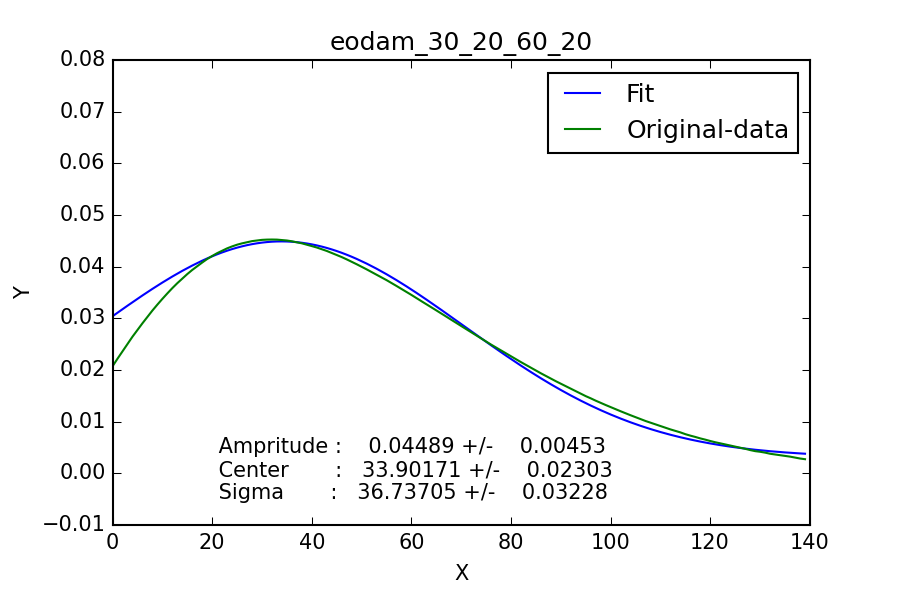 eodam_30_20_60_20
0.08
0.07
0.06
0.05
0.04
0.03
0.02
0.01
0.00
−0.01
Y
Fit
Original-data
Ampritude : 0.04489 +/- 0.00453
Center : 33.90171 +/- 0.02303
Sigma : 36.73705 +/- 0.03228
0 20 40 60 80 100 120 140
X